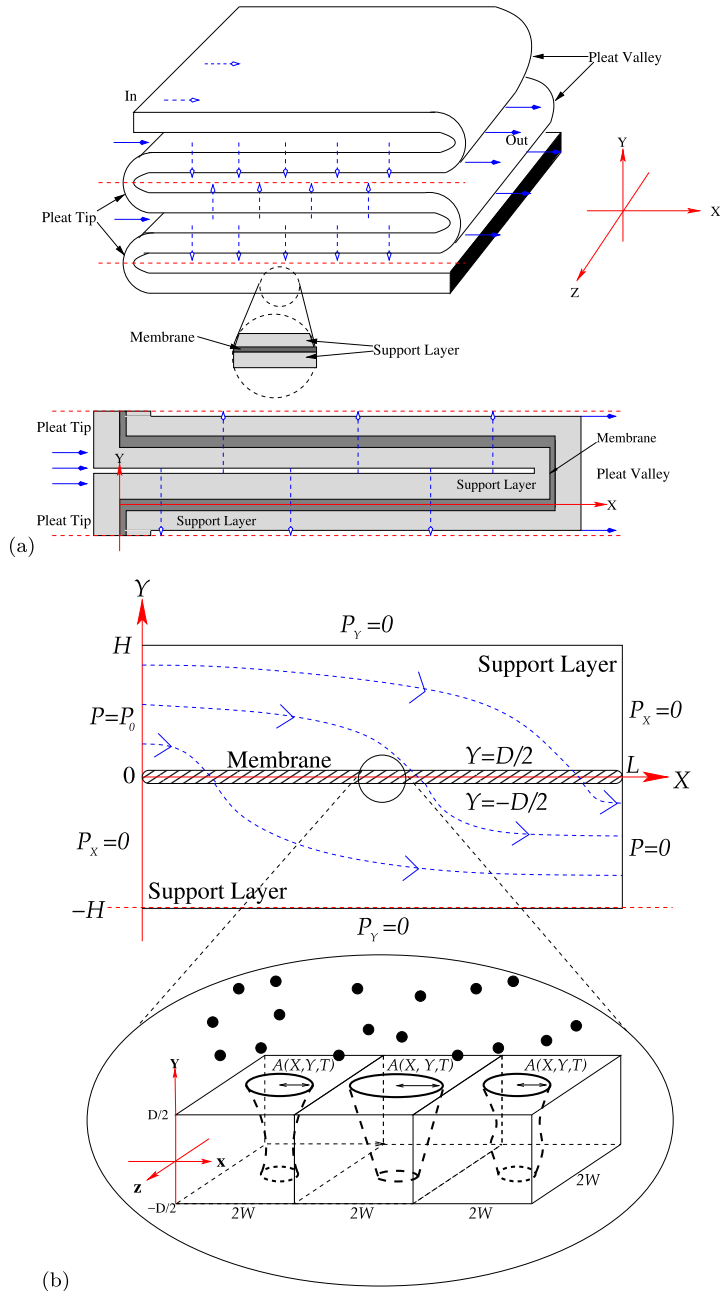 In
Pleat Valley
Out
Y
X
Z
Pleat Tip
Membrane
Support Layer
Pleat Tip
Y
Membrane
Support Layer
Pleat Valley
X
Pleat Tip
Support Layer
(a)
Y
P_Y=0
H
Support Layer
P=P_0
P_X=0
Membrane
Y=D/2
L
0
X
Y=−D/2
P_X=0
P=0
Support Layer
−H
P_Y=0
Y
A(X,Y,T)
A(X,Y,T)
A(X,Y,T)
D/2
X
Z
−D/2
2W
2W
2W
2W
(b)